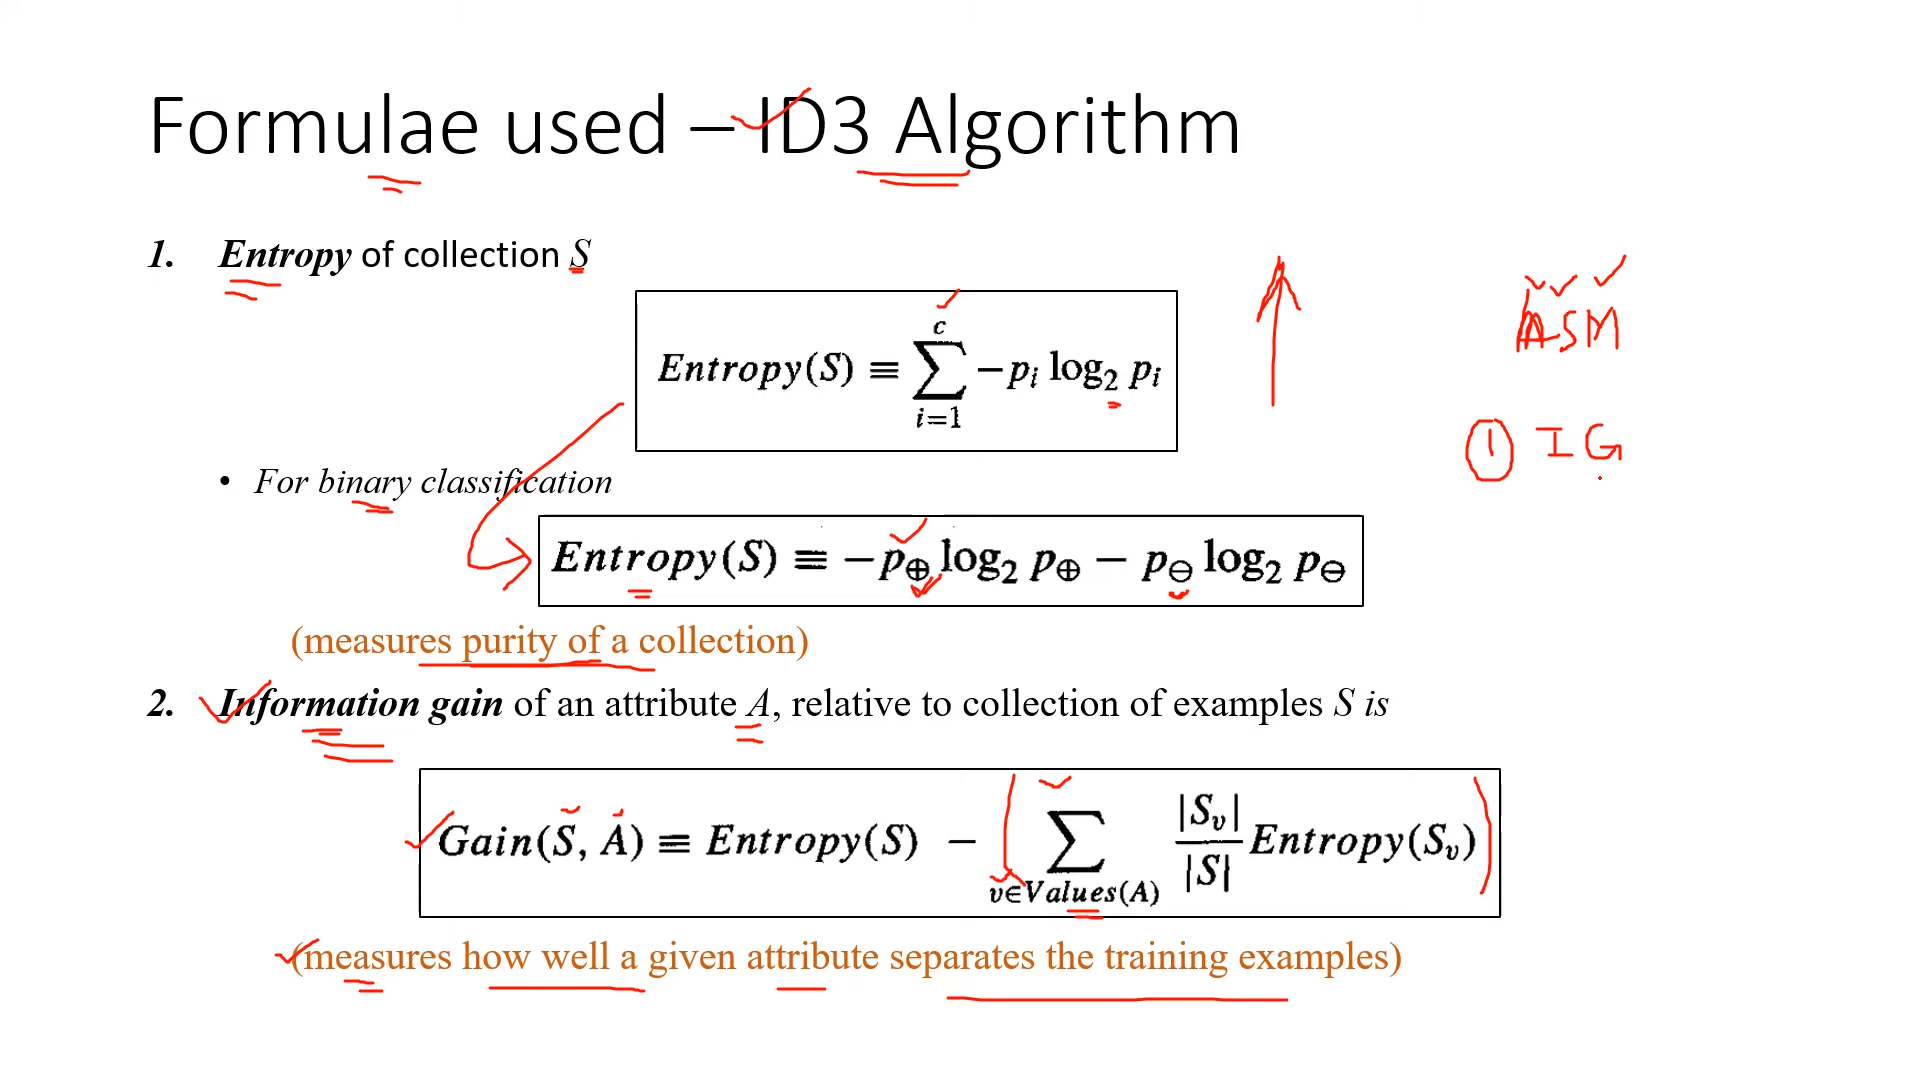 Formulae used – ID3 Algorithm
1. Entropy of collection S
Entropy(S) ≡ ∑_{i=1}^{c} −p_i log₂ p_i
ASM
① IG
• For binary classification
Entropy(S) ≡ −p⊕ log₂ p⊕ − p⊖ log₂ p⊖
(measures purity of a collection)
2. Information gain of an attribute A, relative to collection of examples S is
Gain(S, A) ≡ Entropy(S) − ∑_{v∈Values(A)} |S_v|/|S| Entropy(S_v)
(measures how well a given attribute separates the training examples)